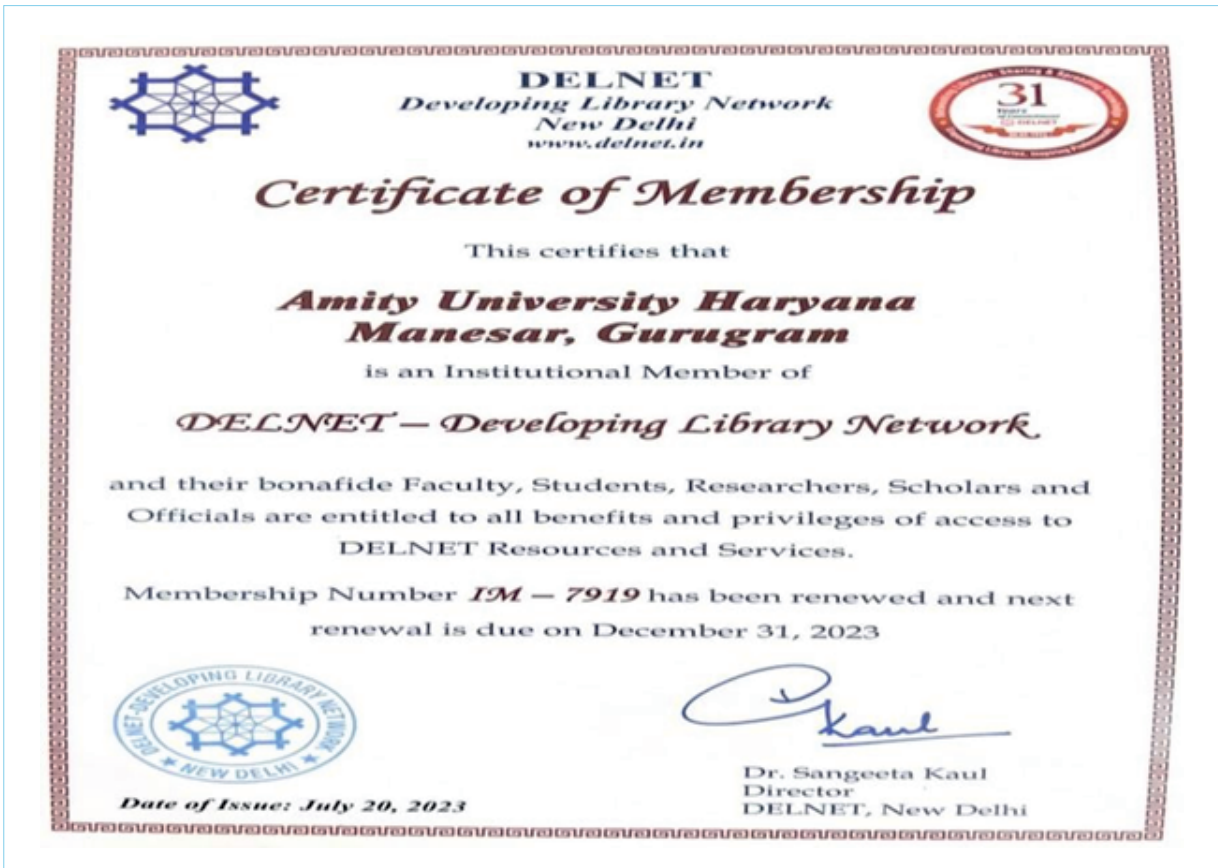 DELNET
Developing Library Network
New Delhi
www.delnet.in
31
Years
of Commitment
DELNET
Certificate of Membership
This certifies that
Amity University Haryana
Manesar, Gurugram
is an Institutional Member of
DELNET – Developing Library Network
and their bonafide Faculty, Students, Researchers, Scholars and
Officials are entitled to all benefits and privileges of access to
DELNET Resources and Services.
Membership Number IM – 7919 has been renewed and next
renewal is due on December 31, 2023
DELNET-DEVELOPING LIBRARY NETWORK
NEW DELHI
Kaul
Dr. Sangeeta Kaul
Director
DELNET, New Delhi
Date of Issue: July 20, 2023